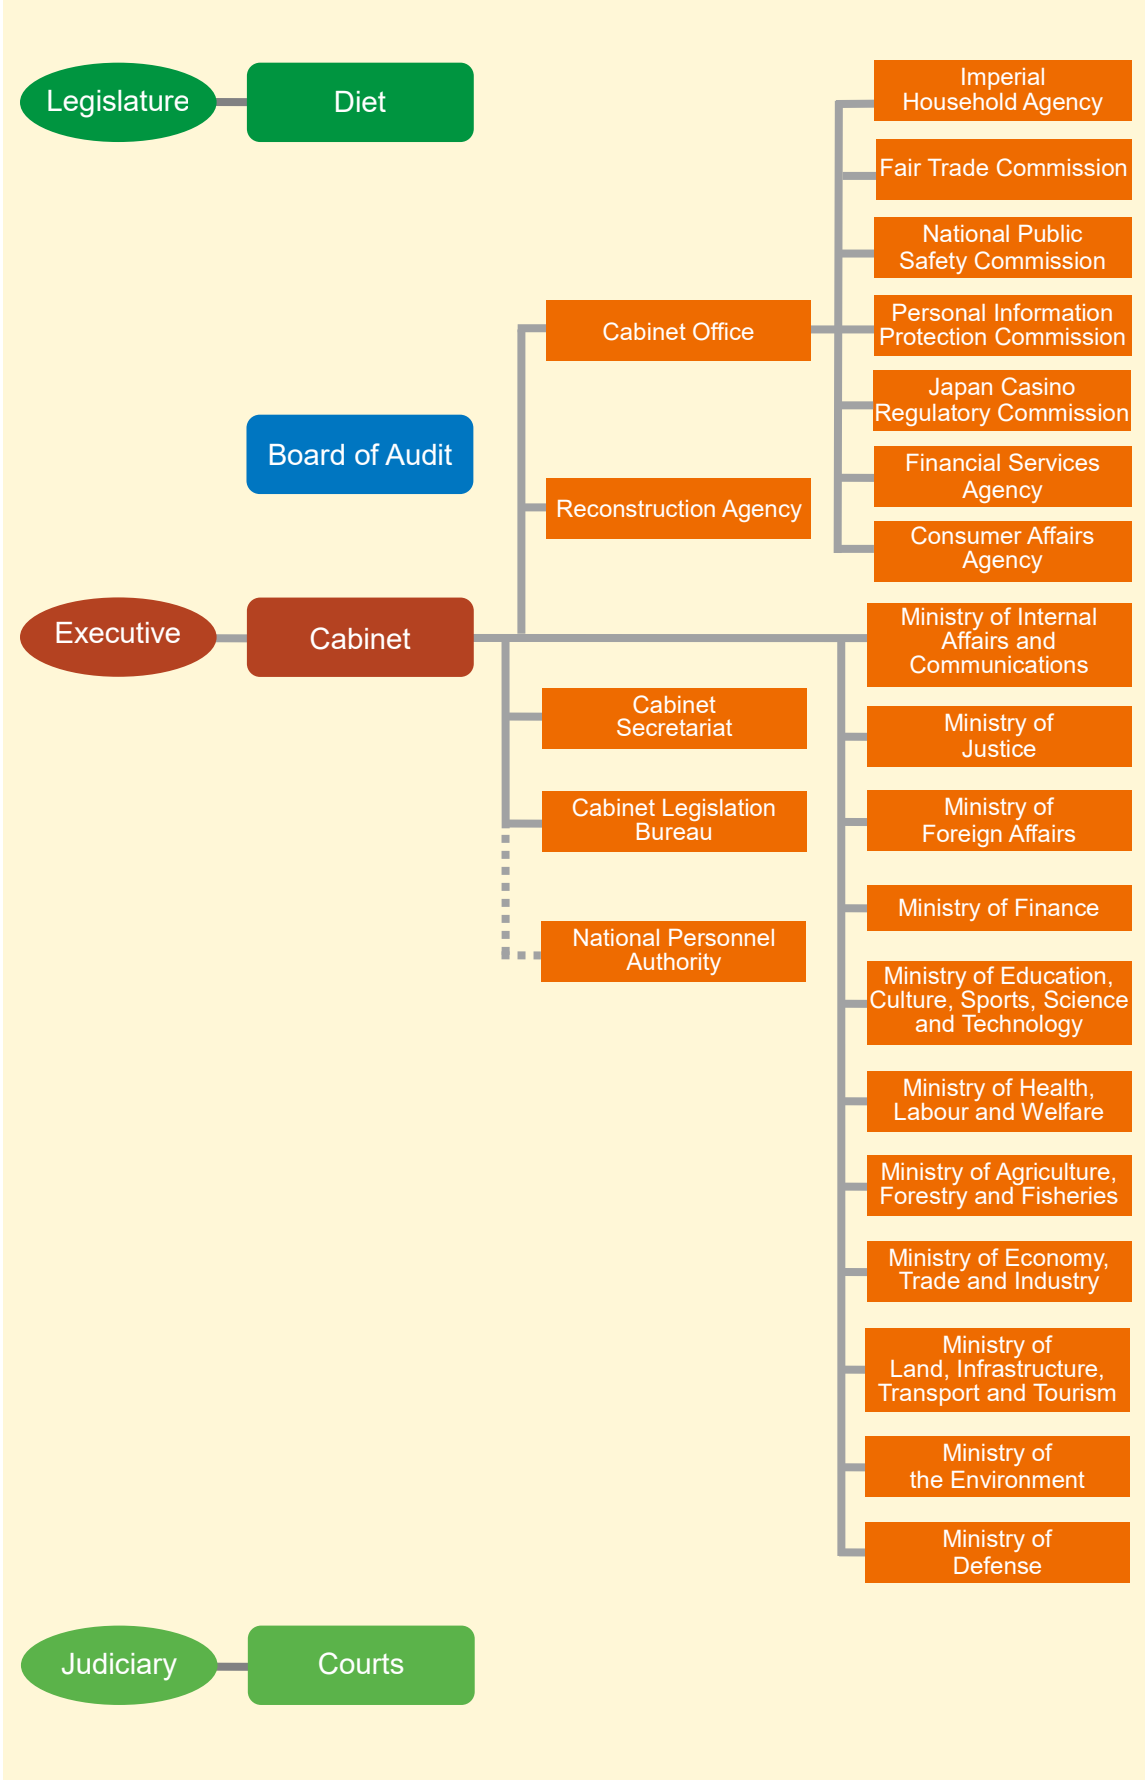 Legislature
Diet
Imperial
Household Agency
Fair Trade Commission
National Public
Safety Commission
Cabinet Office
Personal Information
Protection Commission
Japan Casino
Regulatory Commission
Board of Audit
Financial Services
Agency
Reconstruction Agency
Consumer Affairs
Agency
Executive
Cabinet
Ministry of Internal
Affairs and
Communications
Cabinet
Secretariat
Ministry of
Justice
Cabinet Legislation
Bureau
Ministry of
Foreign Affairs
Ministry of Finance
National Personnel
Authority
Ministry of Education,
Culture, Sports, Science
and Technology
Ministry of Health,
Labour and Welfare
Ministry of Agriculture,
Forestry and Fisheries
Ministry of Economy,
Trade and Industry
Ministry of
Land, Infrastructure,
Transport and Tourism
Ministry of
the Environment
Ministry of
Defense
Judiciary
Courts